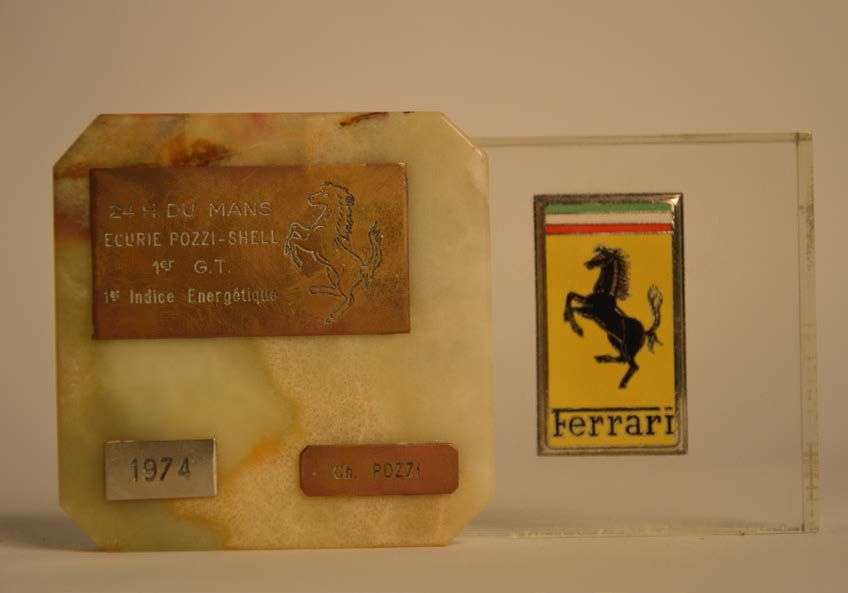 24 H DU MANS
ECURIE POZZI-SHELL
1er G.T.
1er Indice Energétique
1974
Ch. POZZI
Ferrari